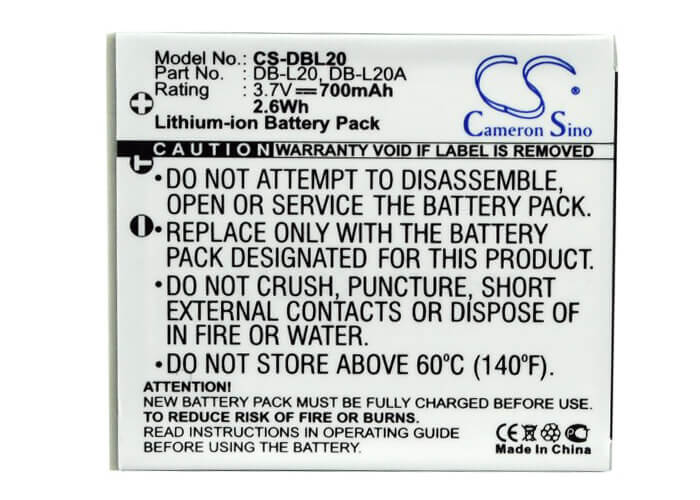 Model No.: CS-DBL20
Part No.: DB-L20, DB-L20A
Rating: 3.7V⎓700mAh
2.6Wh
Lithium-ion Battery Pack
CS
Cameron Sino
+
T
-
CAUTION WARRANTY VOID IF LABEL IS REMOVED
•DO NOT ATTEMPT TO DISASSEMBLE,
OPEN OR SERVICE THE BATTERY PACK.
•REPLACE ONLY WITH THE BATTERY
PACK DESIGNATED FOR YOUR PRODUCT.
•DO NOT CRUSH, PUNCTURE, SHORT
EXTERNAL CONTACTS OR DISPOSE OF
IN FIRE OR WATER.
•DO NOT STORE ABOVE 60°C (140°F).
ATTENTION:
NEW BATTERY PACK MUST BE FULLY CHARGED BEFORE USING.
TO REDUCE RISK OF FIRE OR BURNS.
READ INSTRUCTIONS IN OPERATING GUIDE
BEFORE USING BATTERY PACK.
CE
Made In China